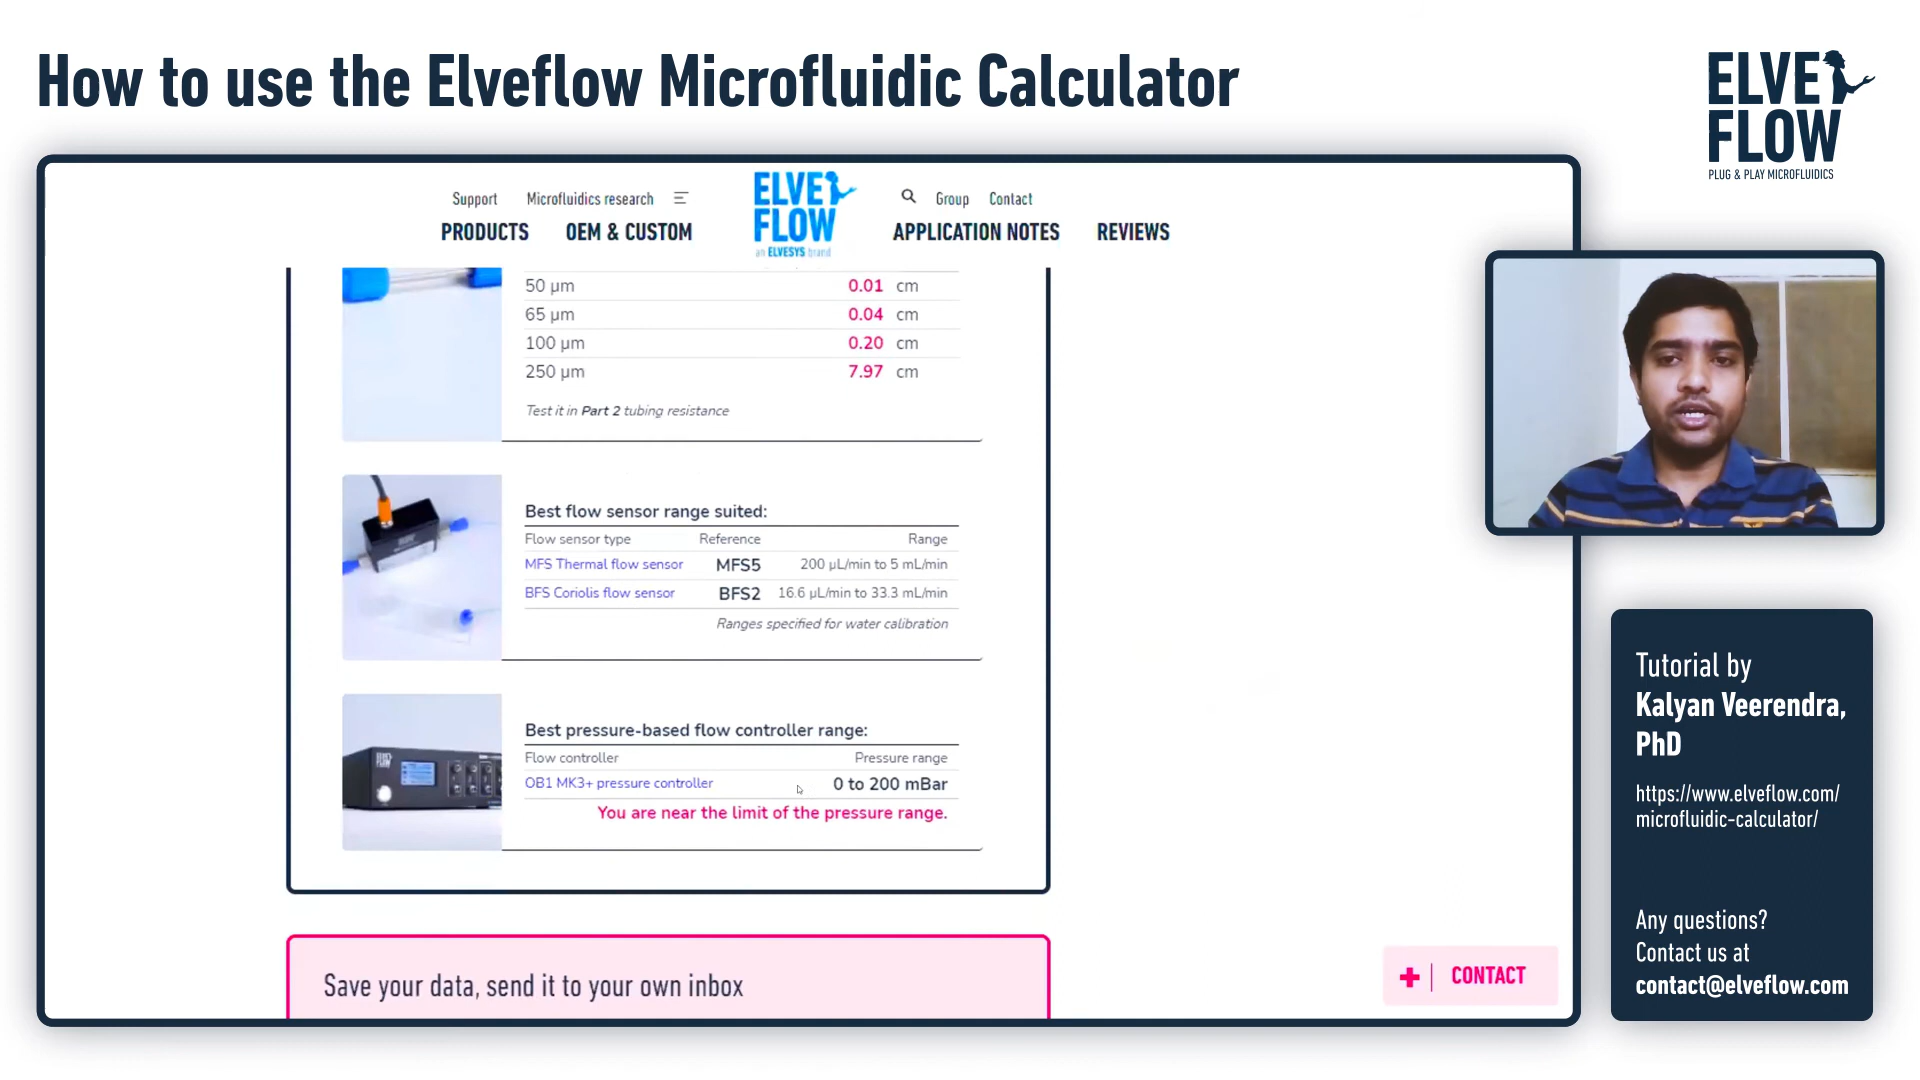 How to use the Elveflow Microfluidic Calculator
ELVE
FLOW
PLUG & PLAY MICROFLUIDICS
Support Microfluidics research
ELVE
FLOW
an ELVESYS brand
Group Contact
PRODUCTS OEM & CUSTOM
APPLICATION NOTES REVIEWS
50 µm 0.01 cm
65 µm 0.04 cm
100 µm 0.20 cm
250 µm 7.97 cm
Test it in Part 2 tubing resistance
Best flow sensor range suited:
Flow sensor type Reference Range
MFS Thermal flow sensor MFS5 200 µL/min to 5 mL/min
BFS Coriolis flow sensor BFS2 16.6 µL/min to 33.3 mL/min
Ranges specified for water calibration
ELVE
FLOW
Best pressure-based flow controller range:
Flow controller Pressure range
OB1 MK3+ pressure controller 0 to 200 mBar
You are near the limit of the pressure range.
Save your data, send it to your own inbox
+ | CONTACT
Tutorial by
Kalyan Veerendra,
PhD
https://www.elveflow.com/
microfluidic-calculator/
Any questions?
Contact us at
contact@elveflow.com